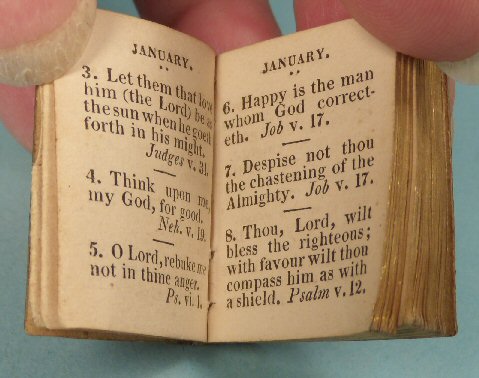 JANUARY.
3. Let them that love
him (the Lord) be as
the sun when he goeth
forth in his might.
Judges v. 31.
4. Think upon me,
my God, for good.
Neh. v. 19.
5. O Lord, rebuke me
not in thine anger.
Ps. vi. 1.
JANUARY.
6. Happy is the man
whom God correct-
eth. Job v. 17.
7. Despise not thou
the chastening of the
Almighty. Job v. 17.
8. Thou, Lord, wilt
bless the righteous;
with favour wilt thou
compass him as with
a shield. Psalm v. 12.